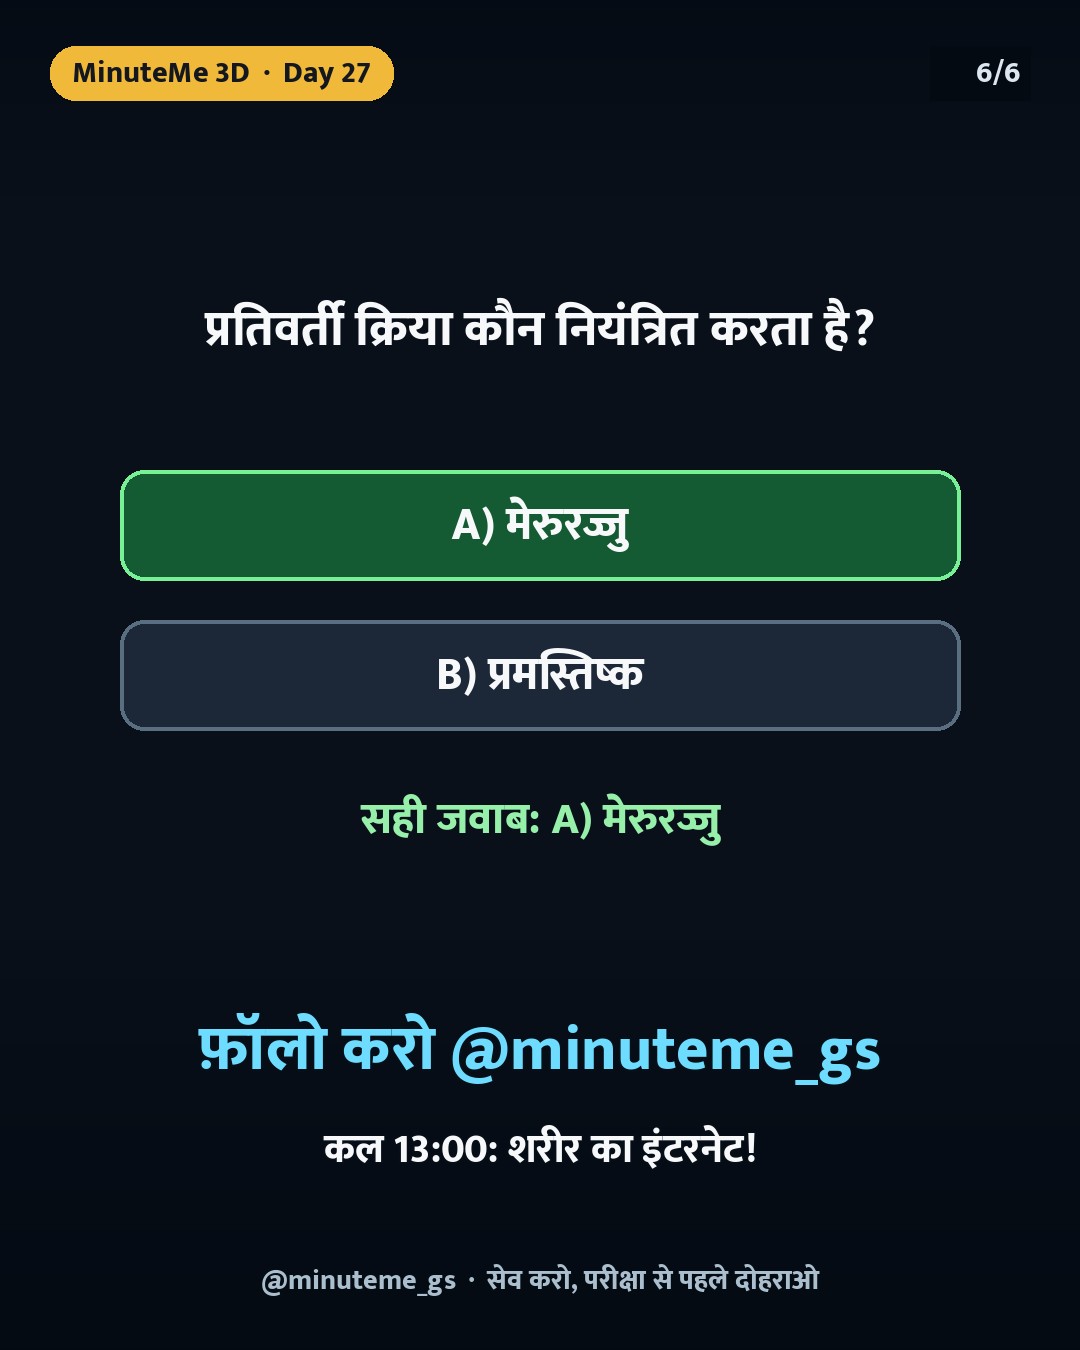 MinuteMe 3D · Day 27
6/6
प्रतिवर्ती क्रिया कौन नियंत्रित करता है?
A) मेरुरज्जु
B) प्रमस्तिष्क
सही जवाब: A) मेरुरज्जु
फ़ॉलो करो @minuteme_gs
कल 13:00: शरीर का इंटरनेट!
@minuteme_gs · सेव करो, परीक्षा से पहले दोहराओ